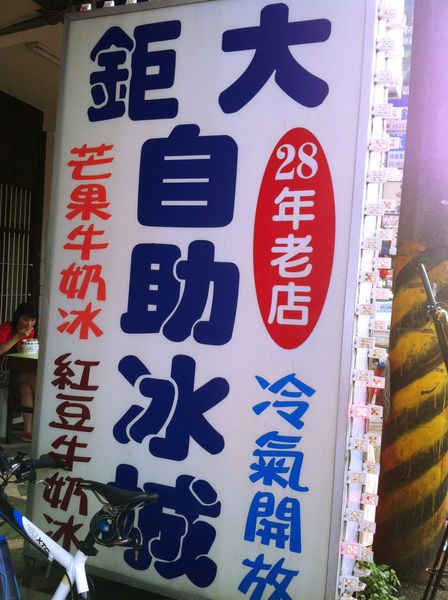 大鉅
自助冰城
28年老店
冷氣開放
芒果牛奶冰
紅豆牛奶冰
XTC